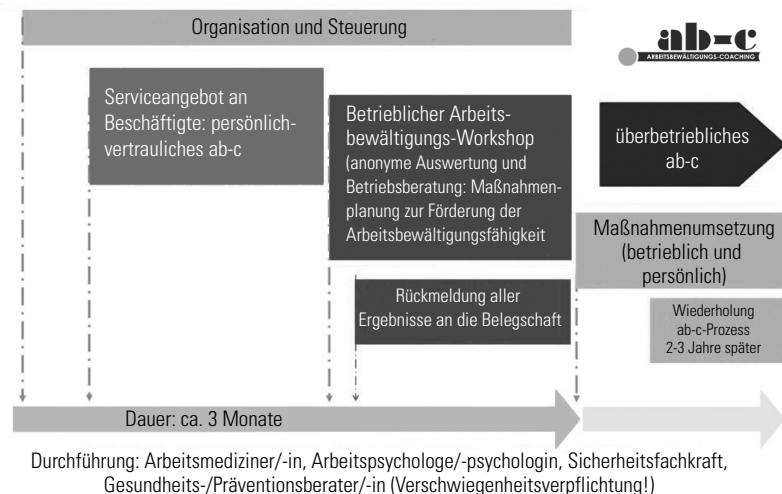 Organisation und Steuerung
ab-c
ARBEITSBEWÄLTIGUNGS-COACHING
Serviceangebot an
Beschäftigte: persönlich-
vertrauliches ab-c
Betrieblicher Arbeits-
bewältigungs-Workshop
(anonyme Auswertung und
Betriebsberatung: Maßnahmen-
planung zur Förderung der
Arbeitsbewältigungsfähigkeit
überbetriebliches
ab-c
Maßnahmenumsetzung
(betrieblich und
persönlich)
Rückmeldung aller
Ergebnisse an die Belegschaft
Wiederholung
ab-c-Prozess
2-3 Jahre später
Dauer: ca. 3 Monate
Durchführung: Arbeitsmediziner/-in, Arbeitspsychologe/-psychologin, Sicherheitsfachkraft,
Gesundheits-/Präventionsberater/-in (Verschwiegenheitsverpflichtung!)